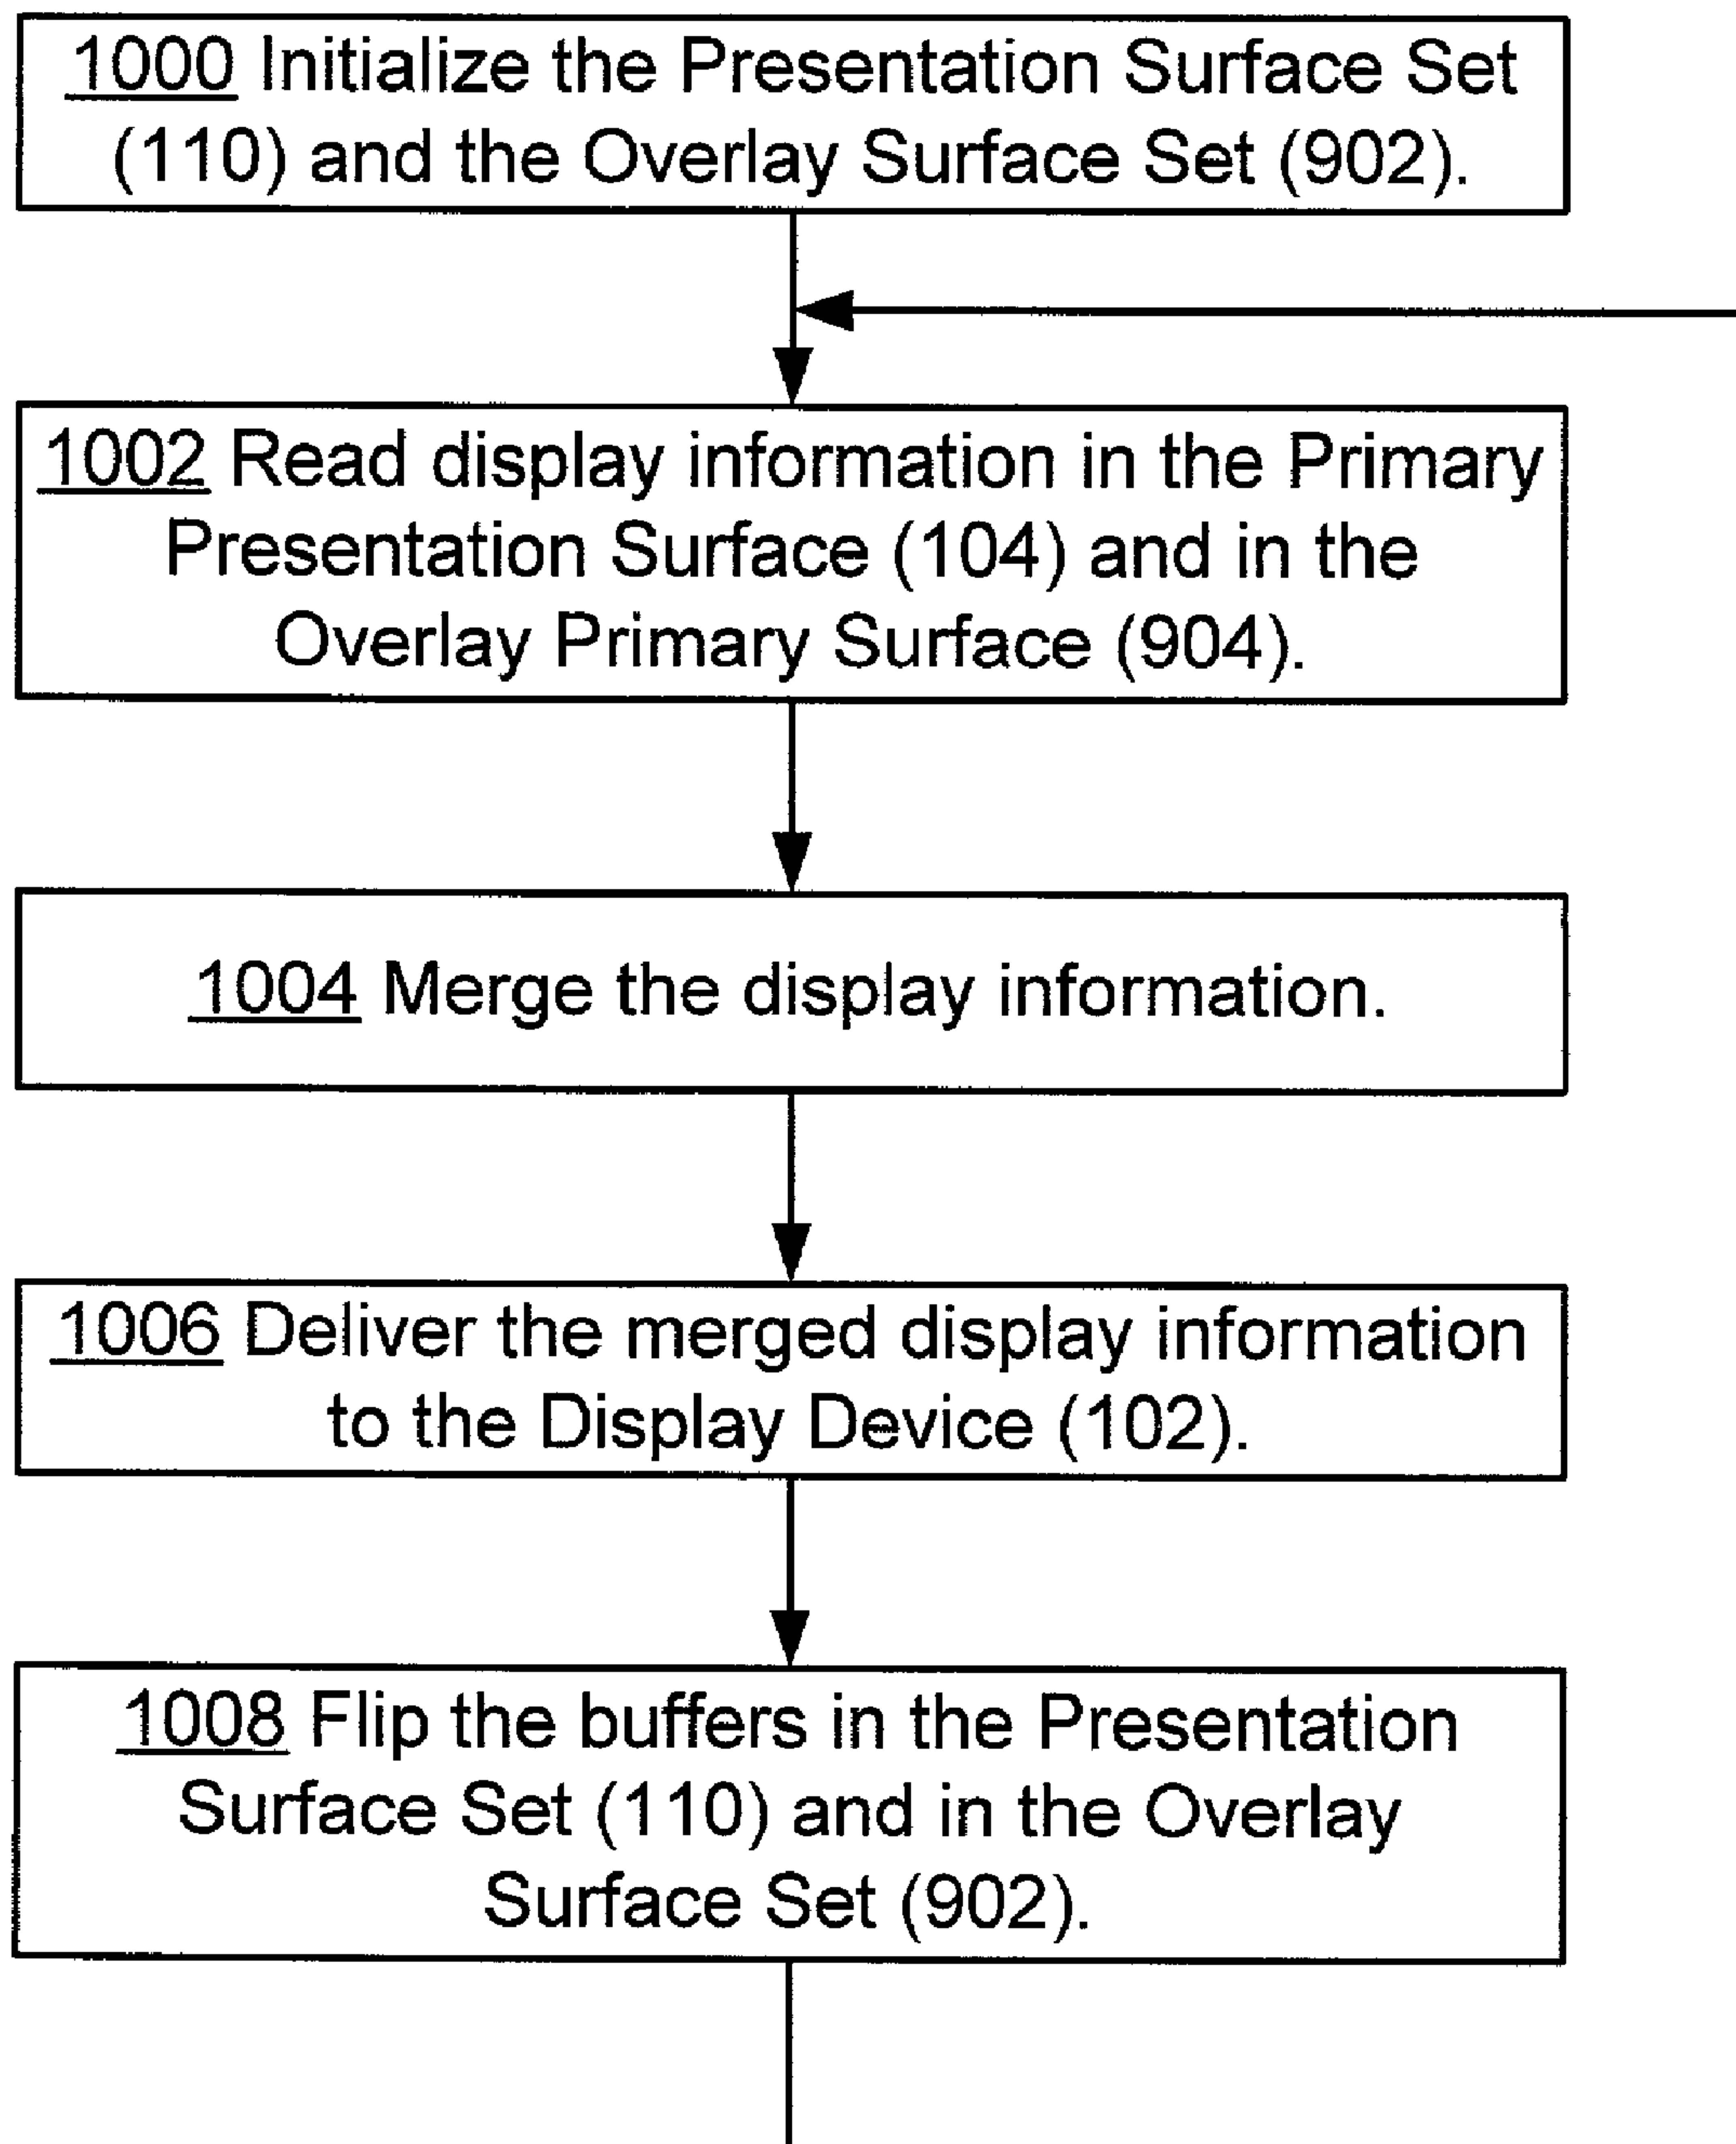 1000 Initialize the Presentation Surface Set
(110) and the Overlay Surface Set (902).
1002 Read display information in the Primary
Presentation Surface (104) and in the
Overlay Primary Surface (904).
1004 Merge the display information.
1006 Deliver the merged display information
to the Display Device (102).
1008 Flip the buffers in the Presentation
Surface Set (110) and in the Overlay
Surface Set (902).